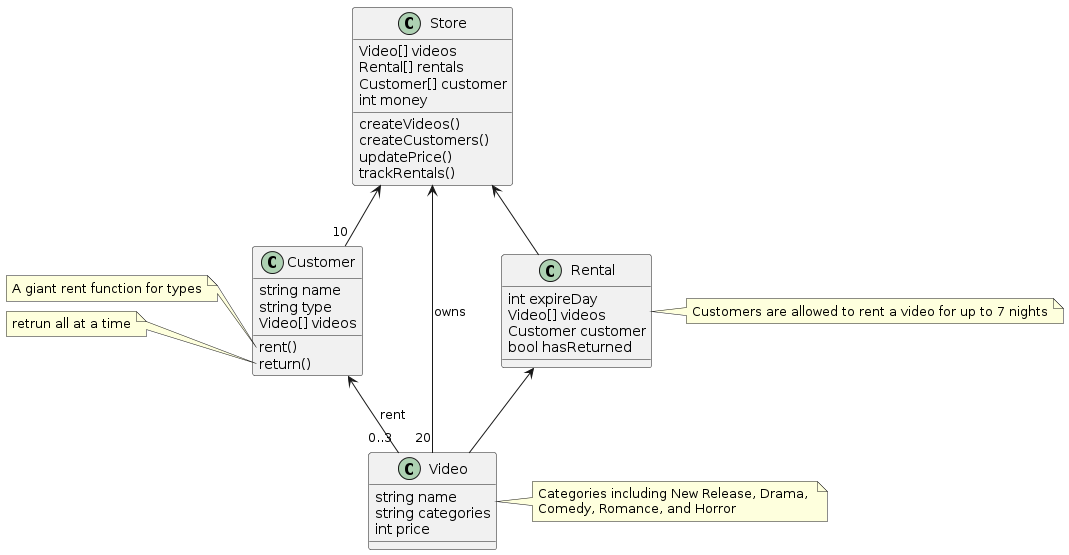 C Store
Video[] videos
Rental[] rentals
Customer[] customer
int money
createVideos()
createCustomers()
updatePrice()
trackRentals()
10
C Customer
string name
string type
Video[] videos
rent()
return()
A giant rent function for types
retrun all at a time
owns
C Rental
int expireDay
Video[] videos
Customer customer
bool hasReturned
Customers are allowed to rent a video for up to 7 nights
rent
0..3
20
C Video
string name
string categories
int price
Categories including New Release, Drama,
Comedy, Romance, and Horror